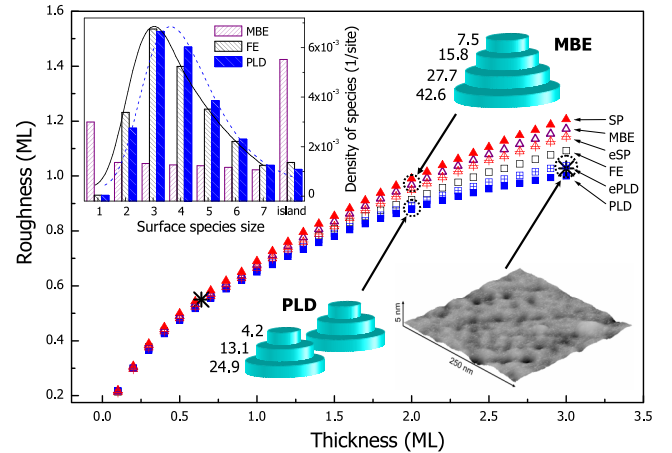 1.6
1.4
1.2
1.0
0.8
0.6
0.4
0.2
Roughness (ML)
0.0
0.5
1.0
1.5
2.0
2.5
3.0
Thickness (ML)
MBE
FE
PLD
6x10⁻³
4x10⁻³
2x10⁻³
0
Density of species (1/site)
1 2 3 4 5 6 7 island
Surface species size
7.5
15.8
27.7
42.6
MBE
SP
MBE
eSP
FE
ePLD
PLD
PLD
4.2
13.1
24.9
5 nm
250 nm